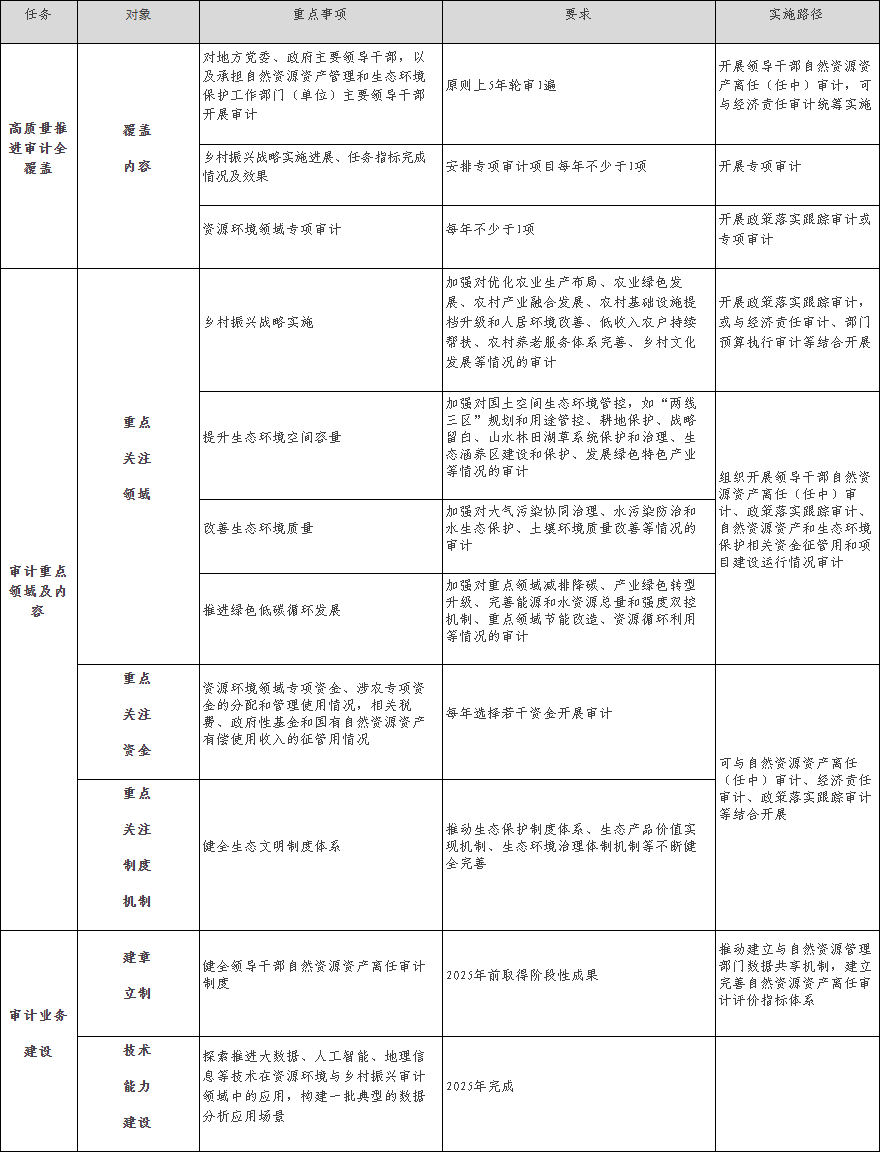 任务
对象
重点事项
要求
实施路径
高质量推
进审计全
覆盖
覆盖
内容
对地方党委、政府主要领导干部，以
及承担自然资源资产管理和生态环境
保护工作部门（单位）主要领导干部
开展审计
原则上5年轮审1遍
开展领导干部自然资源资
产离任（任中）审计，可
与经济责任审计统筹实施
乡村振兴战略实施进展、任务指标完成
情况及效果
安排专项审计项目每年不少于1项
开展专项审计
资源环境领域专项审计
每年不少于1项
开展政策落实跟踪审计或
专项审计
审计重点
领域及内
容
重点
关注
领域
乡村振兴战略实施
加强对优化农业生产布局、农业绿色发
展、农村产业融合发展、农村基础设施提
档升级和人居环境改善、低收入农户持续
帮扶、农村养老服务体系完善、乡村文化
发展等情况的审计
开展政策落实跟踪审计，
或与经济责任审计、部门
预算执行审计等结合开展
提升生态环境空间容量
加强对国土空间生态环境管控，如“两线
三区”规划和用途管控、耕地保护、战略
留白、山水林田湖草系统保护和治理、生
态涵养区建设和保护、发展绿色特色产业
等情况的审计
组织开展领导干部自然资
源资产离任（任中）审
计、政策落实跟踪审计、
自然资源资产和生态环境
保护相关资金征管用和项
目建设运行情况审计
改善生态环境质量
加强对大气污染协同治理、水污染防治和
水生态保护、土壤环境质量改善等情况的
审计
推进绿色低碳循环发展
加强对重点领域减排降碳、产业绿色转型
升级、完善能源和水资源总量和强度双控
机制、重点领域节能改造、资源循环利用
等情况的审计
重点
关注
资金
资源环境领域专项资金、涉农专项资
金的分配和管理使用情况，相关税
费、政府性基金和国有自然资源资产
有偿使用收入的征管用情况
每年选择若干资金开展审计
可与自然资源资产离任
（任中）审计、经济责任
审计、政策落实跟踪审计
等结合开展
重点
关注
制度
机制
健全生态文明制度体系
推动生态保护制度体系、生态产品价值实
现机制、生态环境治理体制机制等不断健
全完善
审计业务
建设
建章
立制
健全领导干部自然资源资产离任审计
制度
2025年前取得阶段性成果
推动建立与自然资源管理
部门数据共享机制，建立
完善自然资源资产离任审
计评价指标体系
技术
能力
建设
探索推进大数据、人工智能、地理信
息等技术在资源环境与乡村振兴审计
领域中的应用，构建一批典型的数据
分析应用场景
2025年完成